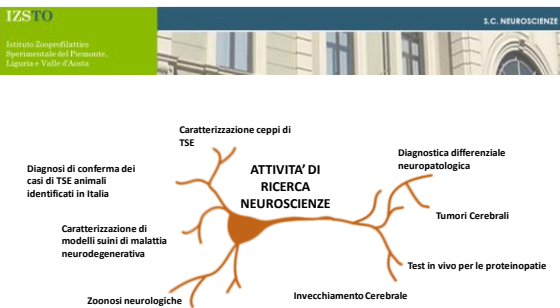 IZSTO
S.C. NEUROSCIENZE
Istituto Zooprofilattico
Sperimentale del Piemonte,
Liguria e Valle d'Aosta
Caratterizzazione ceppi di
TSE
Diagnosi di conferma dei
casi di TSE animali
identificati in Italia
ATTIVITA' DI
RICERCA
NEUROSCIENZE
Diagnostica differenziale
neuropatologica
Tumori Cerebrali
Caratterizzazione di
modelli suini di malattia
neurodegenerativa
Test in vivo per le proteinopatie
Zoonosi neurologiche
Invecchiamento Cerebrale